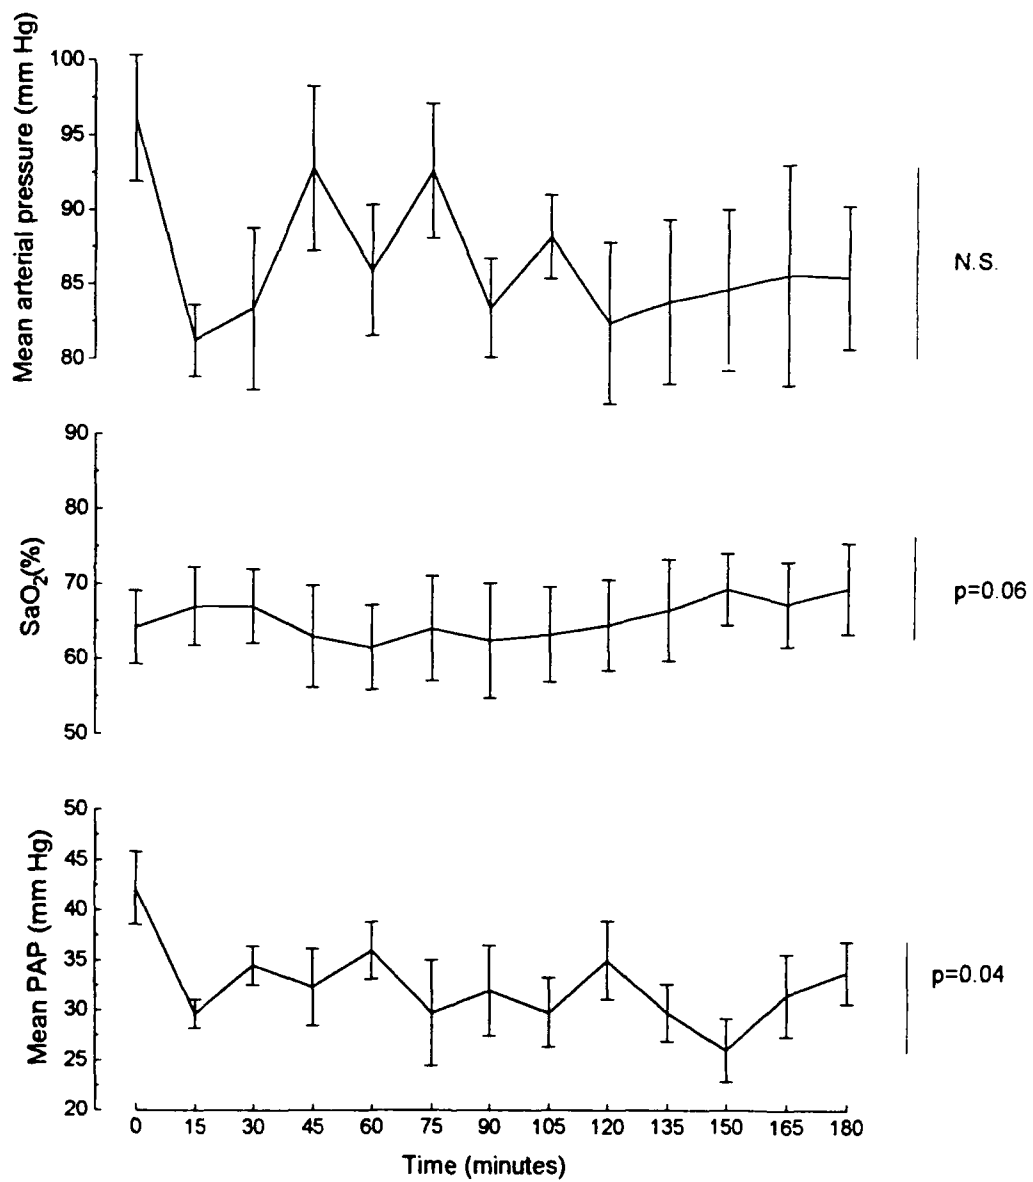 Mean arterial pressure (mm Hg)
100
95
90
85
80
N.S.
SaO₂(%)
90
80
70
60
50
p=0.06
Mean PAP (mm Hg)
50
45
40
35
30
25
20
p=0.04
0 15 30 45 60 75 90 105 120 135 150 165 180
Time (minutes)